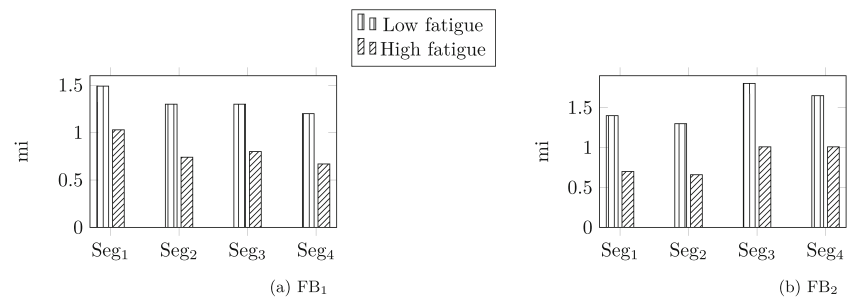 Low fatigue
High fatigue
mi
1.5
1
0.5
0
Seg₁ Seg₂ Seg₃ Seg₄
(a) FB₁
mi
1.5
1
0.5
0
Seg₁ Seg₂ Seg₃ Seg₄
(b) FB₂